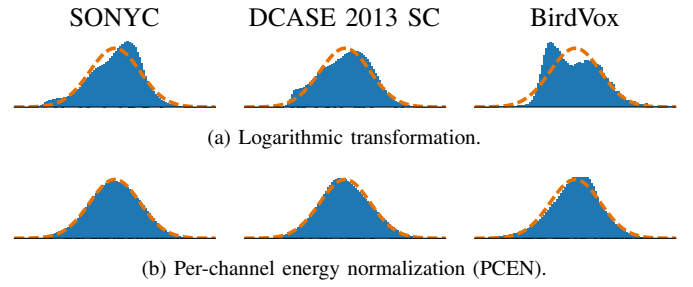 SONYC DCASE 2013 SC BirdVox
(a) Logarithmic transformation.
(b) Per-channel energy normalization (PCEN).